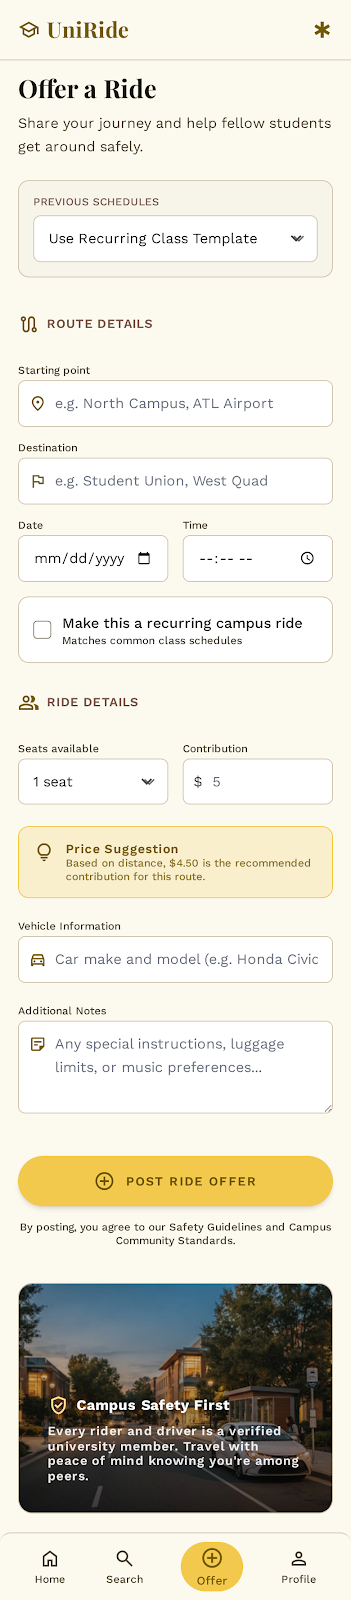 UniRide
Offer a Ride
Share your journey and help fellow students
get around safely.
PREVIOUS SCHEDULES
Use Recurring Class Template
ROUTE DETAILS
Starting point
e.g. North Campus, ATL Airport
Destination
e.g. Student Union, West Quad
Date Time
mm/dd/yyyy --:-- --
Make this a recurring campus ride
Matches common class schedules
RIDE DETAILS
Seats available Contribution
1 seat $ 5
Price Suggestion
Based on distance, $4.50 is the recommended
contribution for this route.
Vehicle Information
Car make and model (e.g. Honda Civic
Additional Notes
Any special instructions, luggage
limits, or music preferences...
POST RIDE OFFER
By posting, you agree to our Safety Guidelines and Campus
Community Standards.
Campus Safety First
Every rider and driver is a verified
university member. Travel with
peace of mind knowing you're among
peers.
Home Search Offer Profile